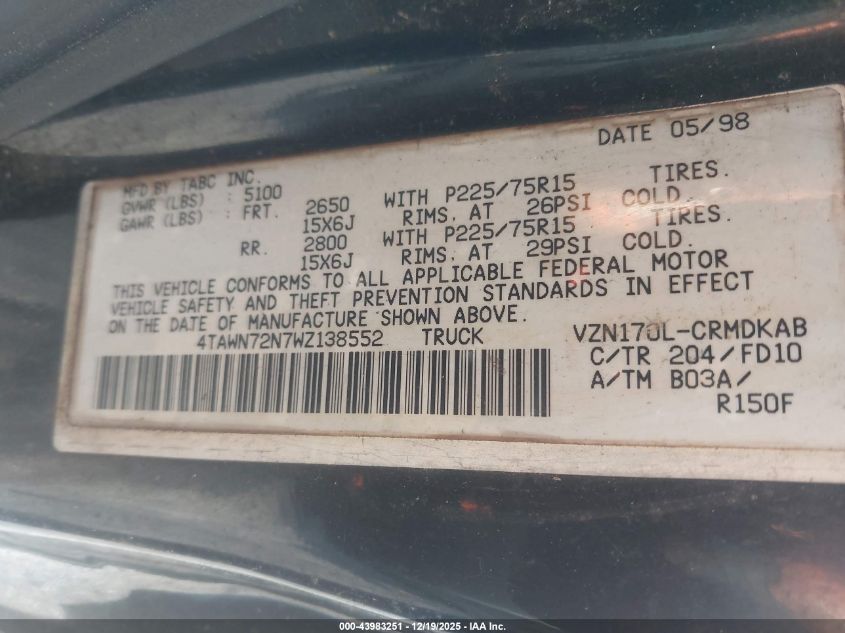 DATE 05/98
MFD BY TABC INC.
GVWR (LBS) : 5100
GAWR (LBS) : FRT. 2650 WITH P225/75R15 TIRES.
15X6J RIMS. AT 26PSI COLD.
RR. 2800 WITH P225/75R15 TIRES.
15X6J RIMS. AT 29PSI COLD.
THIS VEHICLE CONFORMS TO ALL APPLICABLE FEDERAL MOTOR
VEHICLE SAFETY AND THEFT PREVENTION STANDARDS IN EFFECT
ON THE DATE OF MANUFACTURE SHOWN ABOVE.
4TAWN72N7WZ138552 TRUCK VZN170L-CRMDKAB
C/TR 204/FD10
A/TM B03A/
R150F
000-43983251 - 12/19/2025 - IAA Inc.